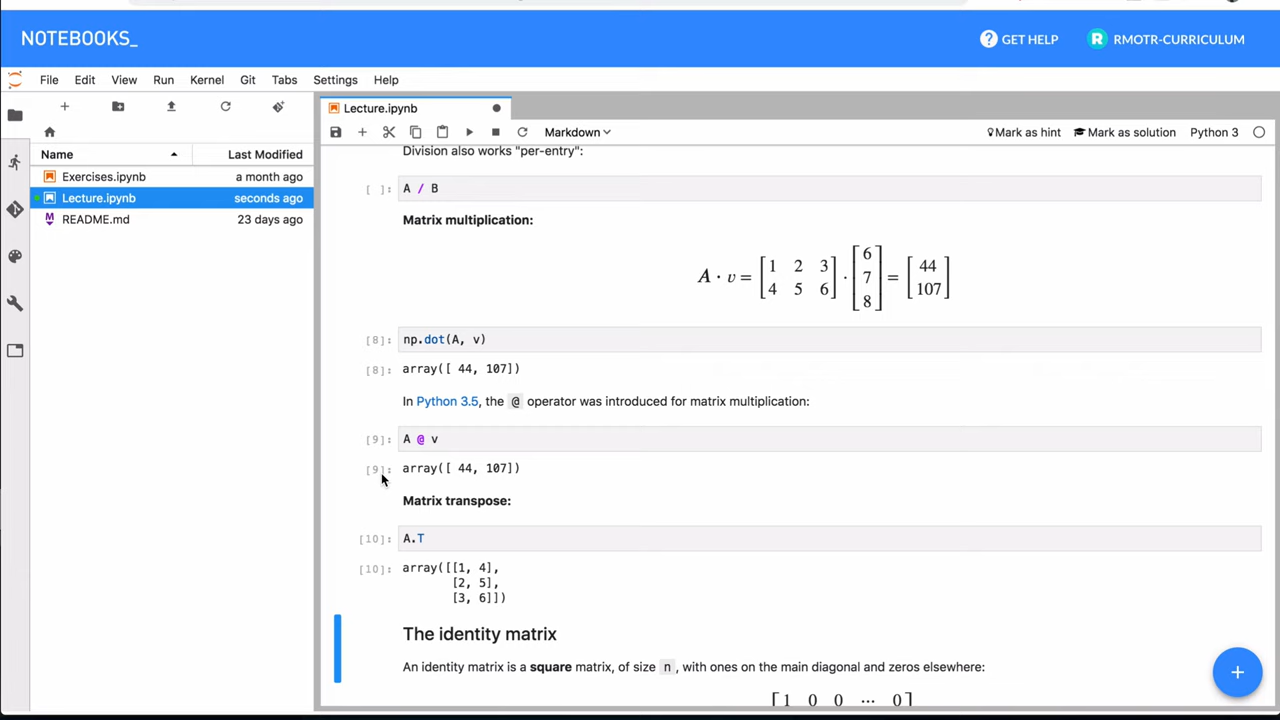 NOTEBOOKS_
GET HELP
R RMOTR-CURRICULUM
File Edit View Run Kernel Git Tabs Settings Help
Lecture.ipynb
Markdown
Mark as hint
Mark as solution
Python 3
Name Last Modified
Exercises.ipynb a month ago
Lecture.ipynb seconds ago
README.md 23 days ago
Division also works "per-entry":
[ ]: A / B
Matrix multiplication:
A · v = [1 2 3 4 5 6] · [6 7 8] = [44 107]
[8]: np.dot(A, v)
[8]: array([ 44, 107])
In Python 3.5, the @ operator was introduced for matrix multiplication:
[9]: A @ v
[9]: array([ 44, 107])
Matrix transpose:
[10]: A.T
[10]: array([[1, 4],
[2, 5],
[3, 6]])
The identity matrix
An identity matrix is a square matrix, of size n, with ones on the main diagonal and zeros elsewhere:
[1 0 0 ⋯ 0]